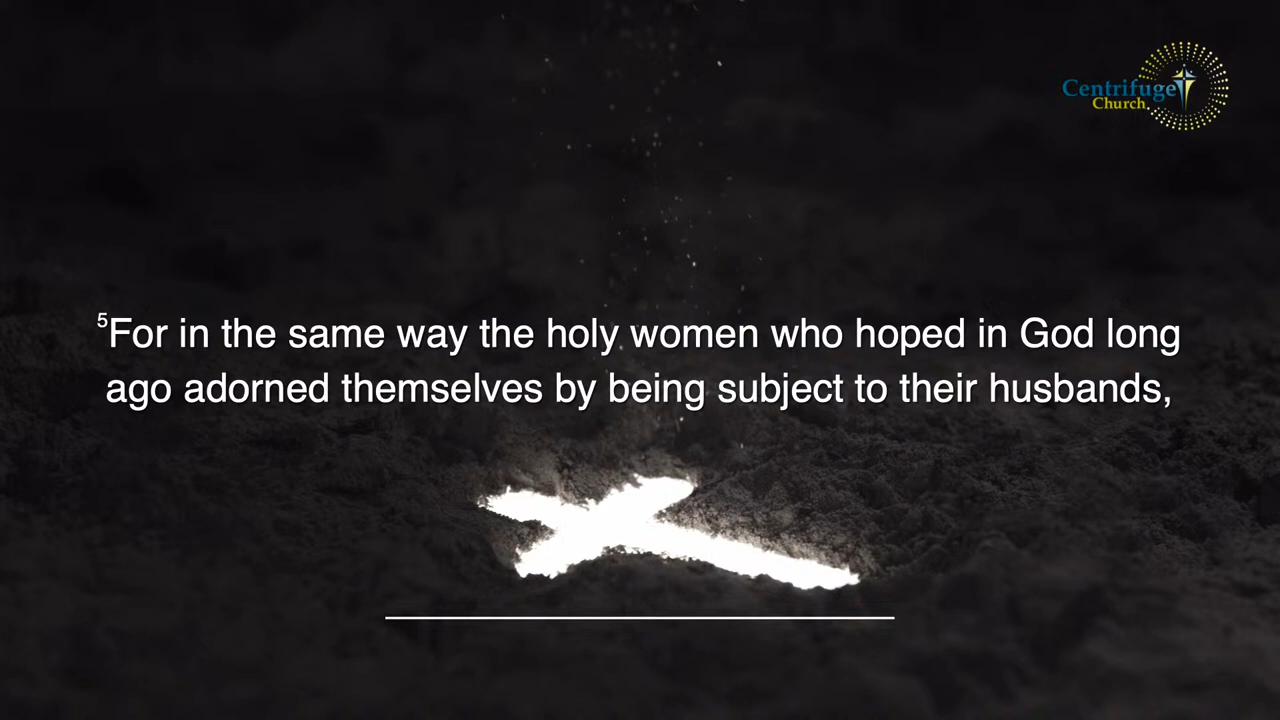 Centrifuge
Church
⁵For in the same way the holy women who hoped in God long
ago adorned themselves by being subject to their husbands,